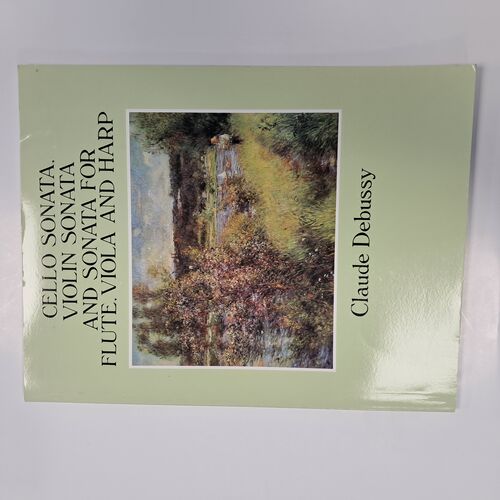 CELLO SONATA,
VIOLIN SONATA
AND SONATA FOR
FLUTE, VIOLA AND HARP
Claude Debussy